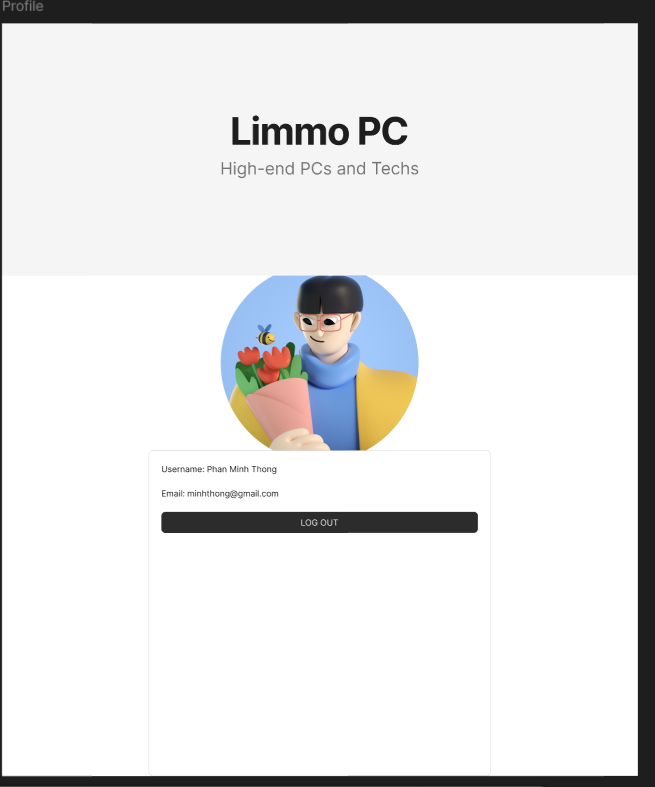 Profile
Limmo PC
High-end PCs and Techs
Username: Phan Minh Thong
Email: minhthong@gmail.com
LOG OUT